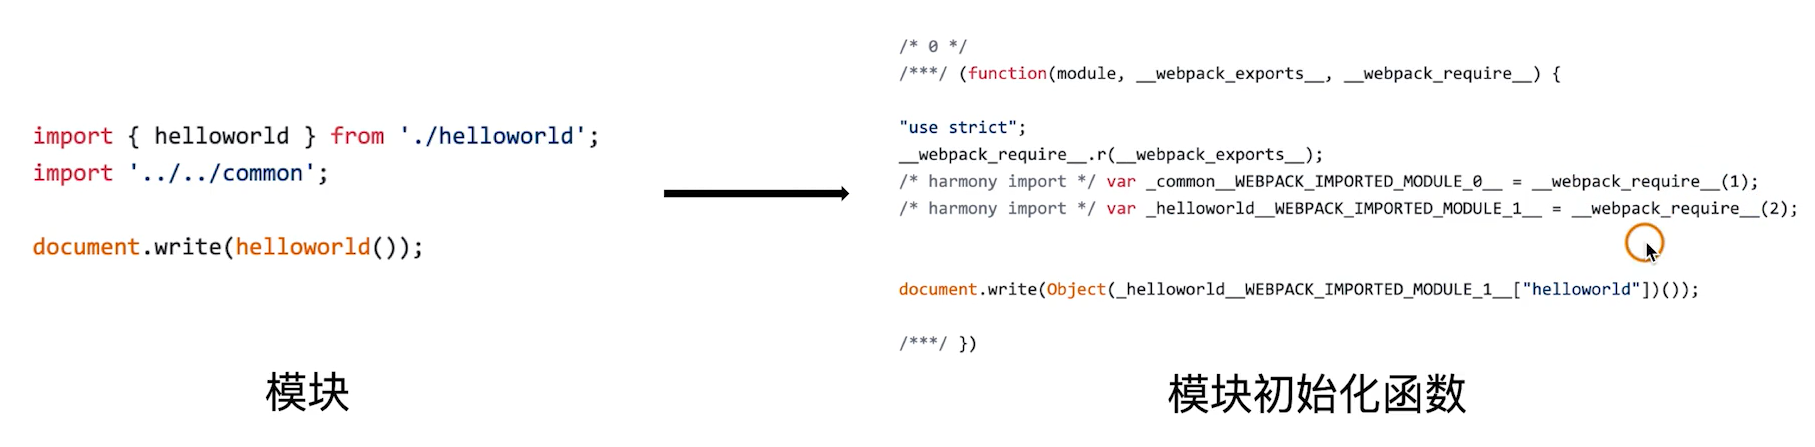 import { helloworld } from './helloworld';
import '../../common';
document.write(helloworld());
模块
/* 0 */
/***/ (function(module, __webpack_exports__, __webpack_require__) {
"use strict";
__webpack_require__.r(__webpack_exports__);
/* harmony import */ var _common__WEBPACK_IMPORTED_MODULE_0__ = __webpack_require__(1);
/* harmony import */ var _helloworld__WEBPACK_IMPORTED_MODULE_1__ = __webpack_require__(2);
document.write(Object(_helloworld__WEBPACK_IMPORTED_MODULE_1__["helloworld"])());
/***/ })
模块初始化函数